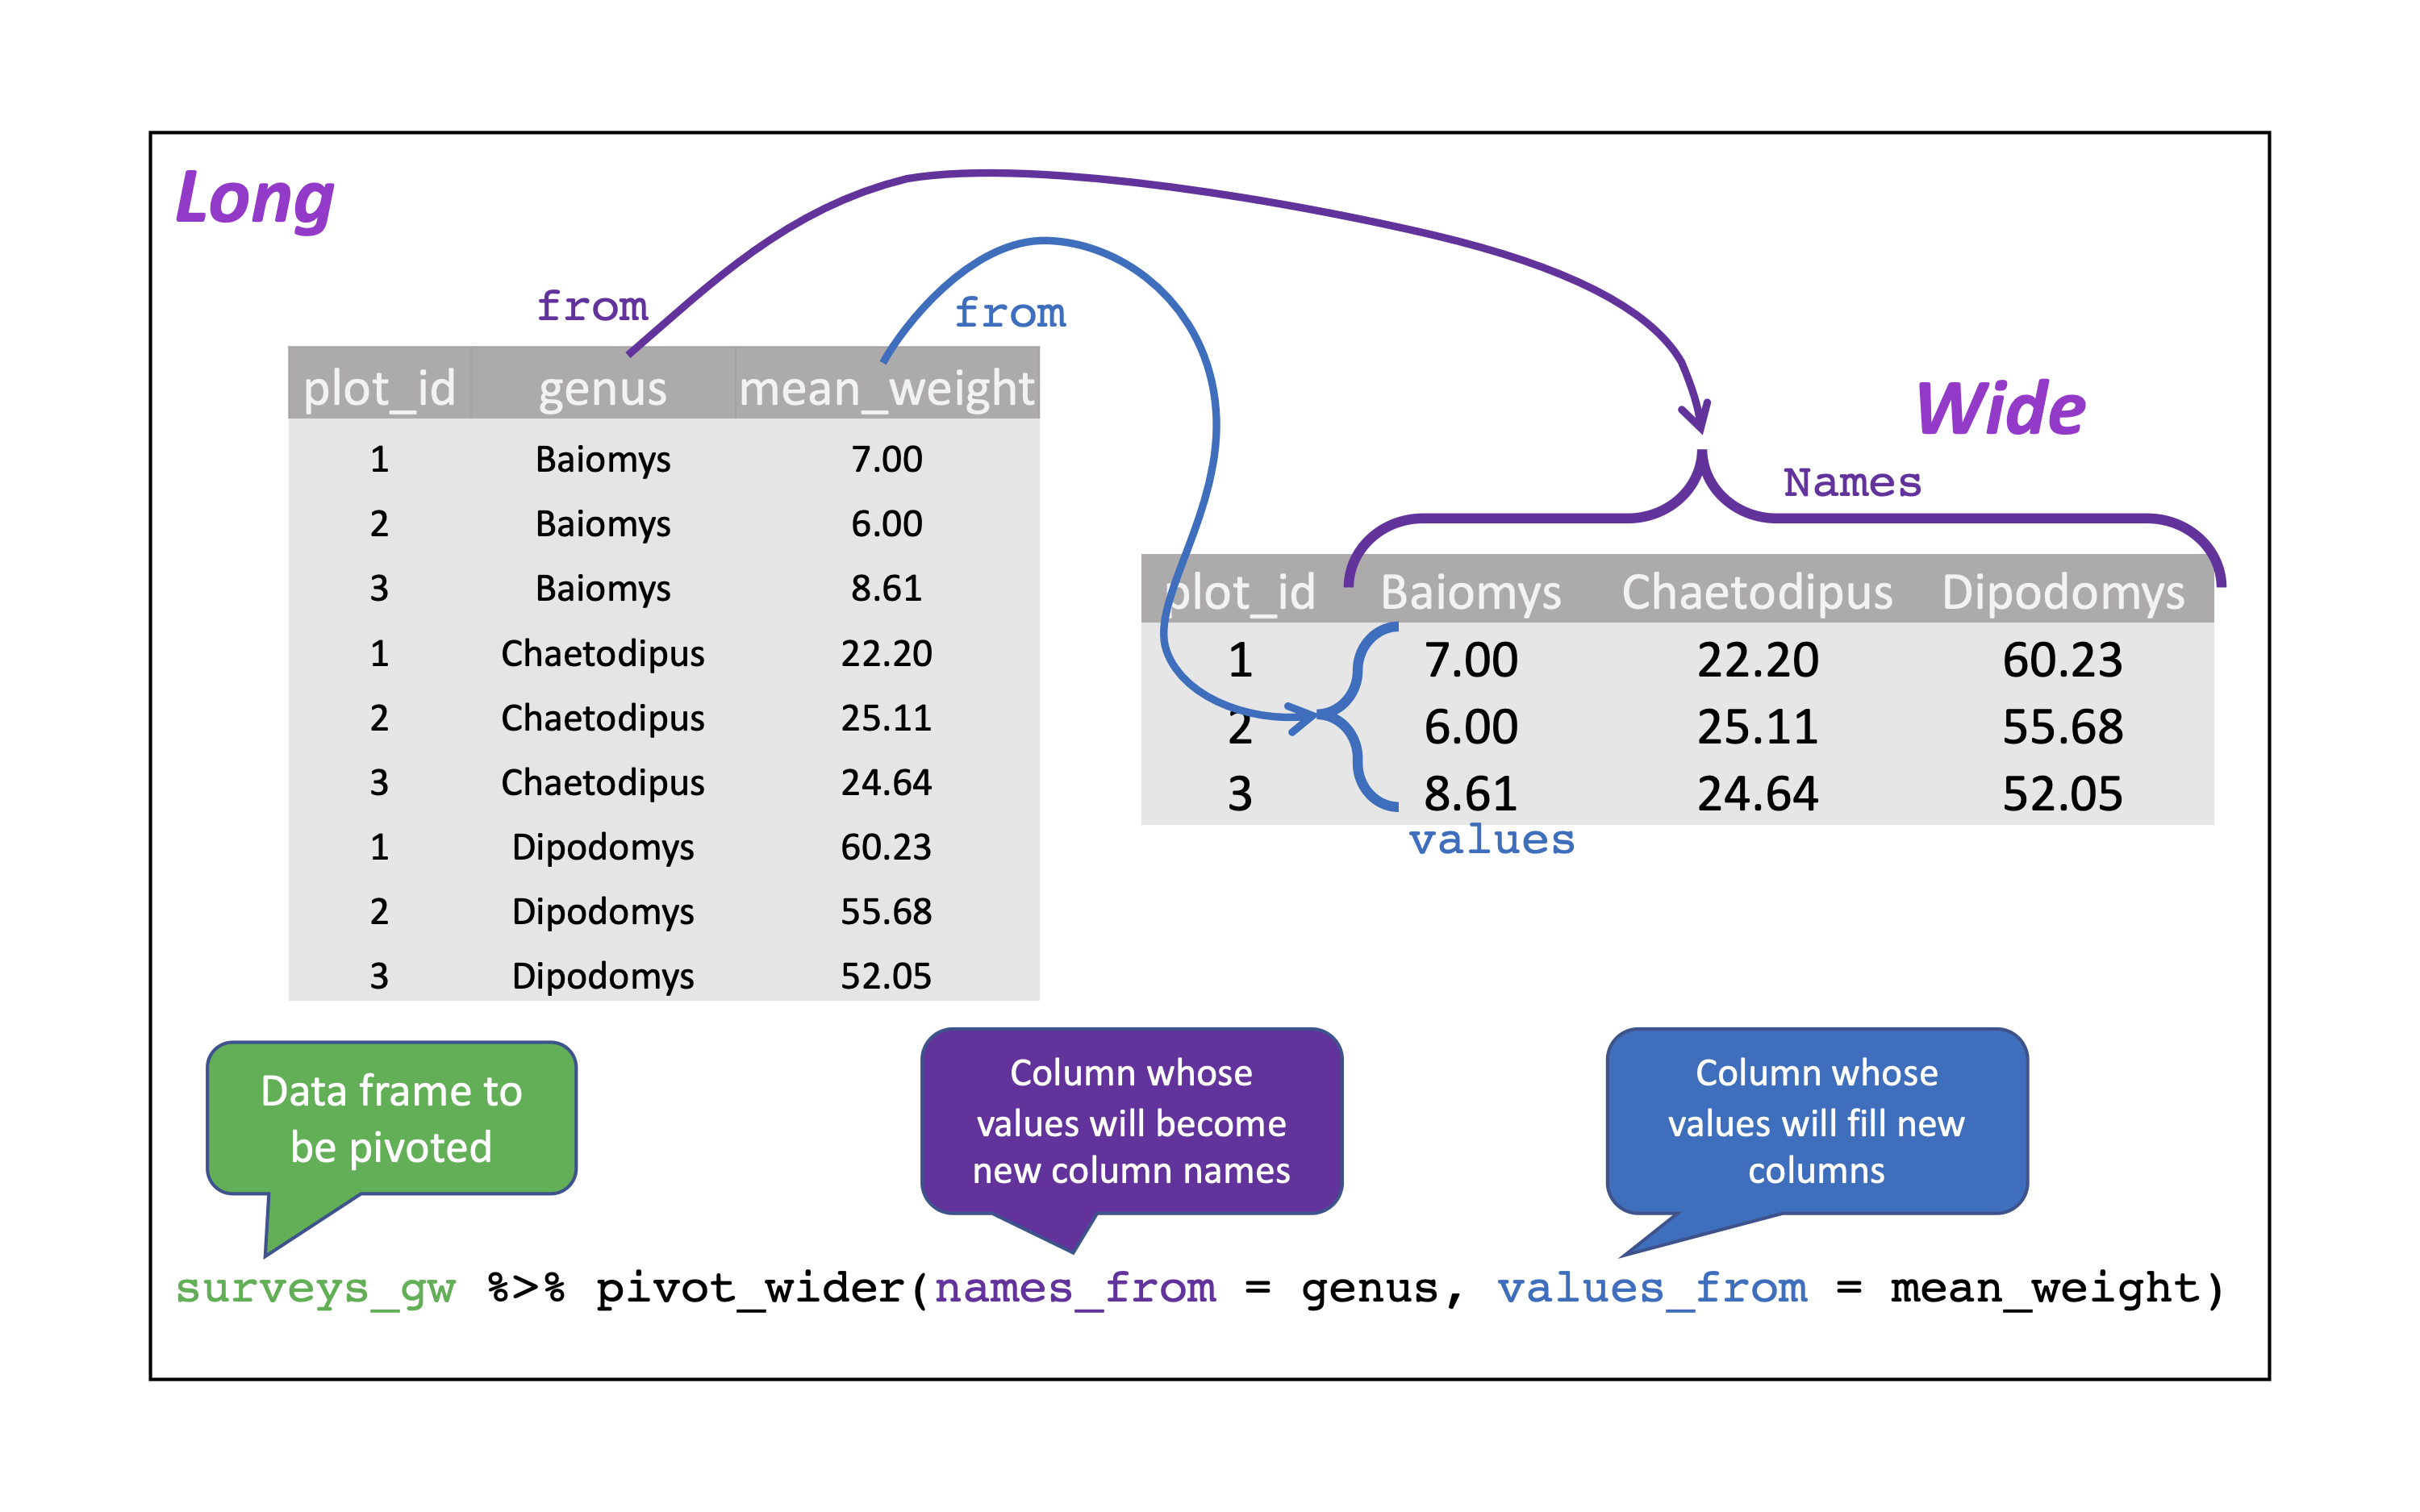 Long
from
from
plot_id genus mean_weight
1 Baiomys 7.00
2 Baiomys 6.00
3 Baiomys 8.61
1 Chaetodipus 22.20
2 Chaetodipus 25.11
3 Chaetodipus 24.64
1 Dipodomys 60.23
2 Dipodomys 55.68
3 Dipodomys 52.05
Wide
Names
plot_id Baiomys Chaetodipus Dipodomys
1 7.00 22.20 60.23
2 6.00 25.11 55.68
3 8.61 24.64 52.05
values
Data frame to
be pivoted
Column whose
values will become
new column names
Column whose
values will fill new
columns
surveys_gw %>% pivot_wider(names_from = genus, values_from = mean_weight)